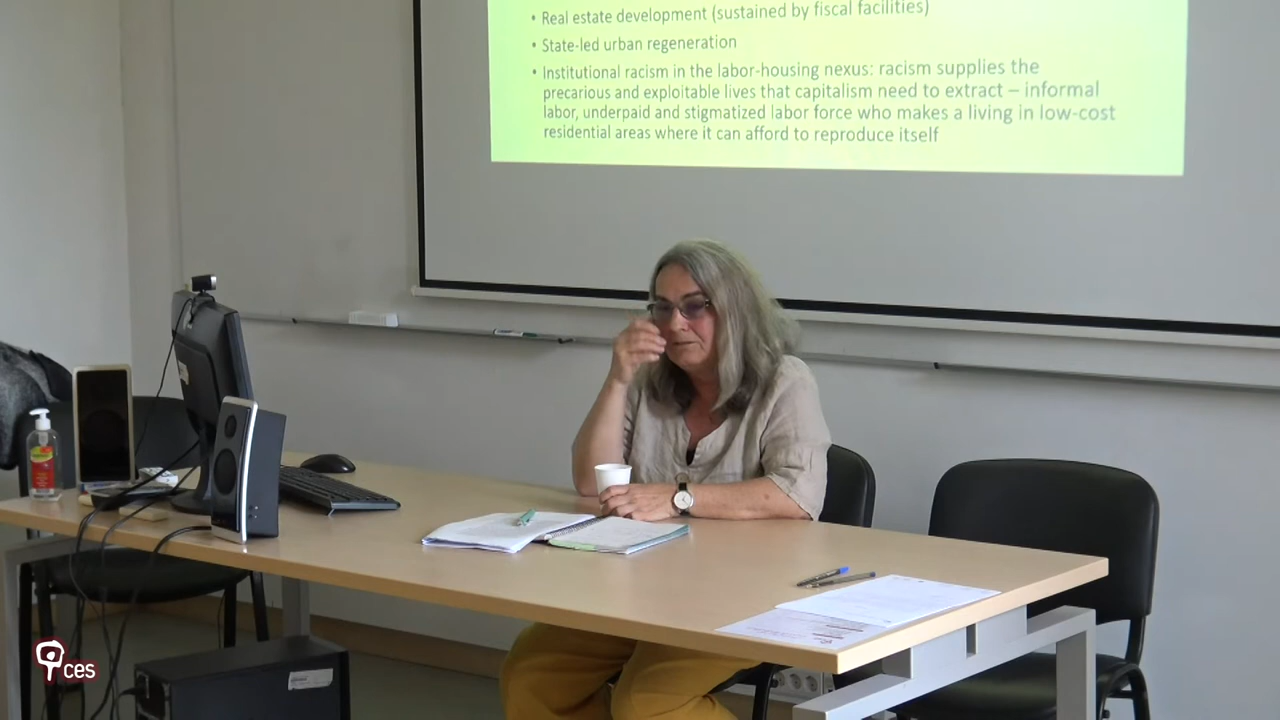 • Real estate development (sustained by fiscal facilities)
• State-led urban regeneration
• Institutional racism in the labor-housing nexus: racism supplies the
precarious and exploitable lives that capitalism need to extract – informal
labor, underpaid and stigmatized labor force who makes a living in low-cost
residential areas where it can afford to reproduce itself
ces